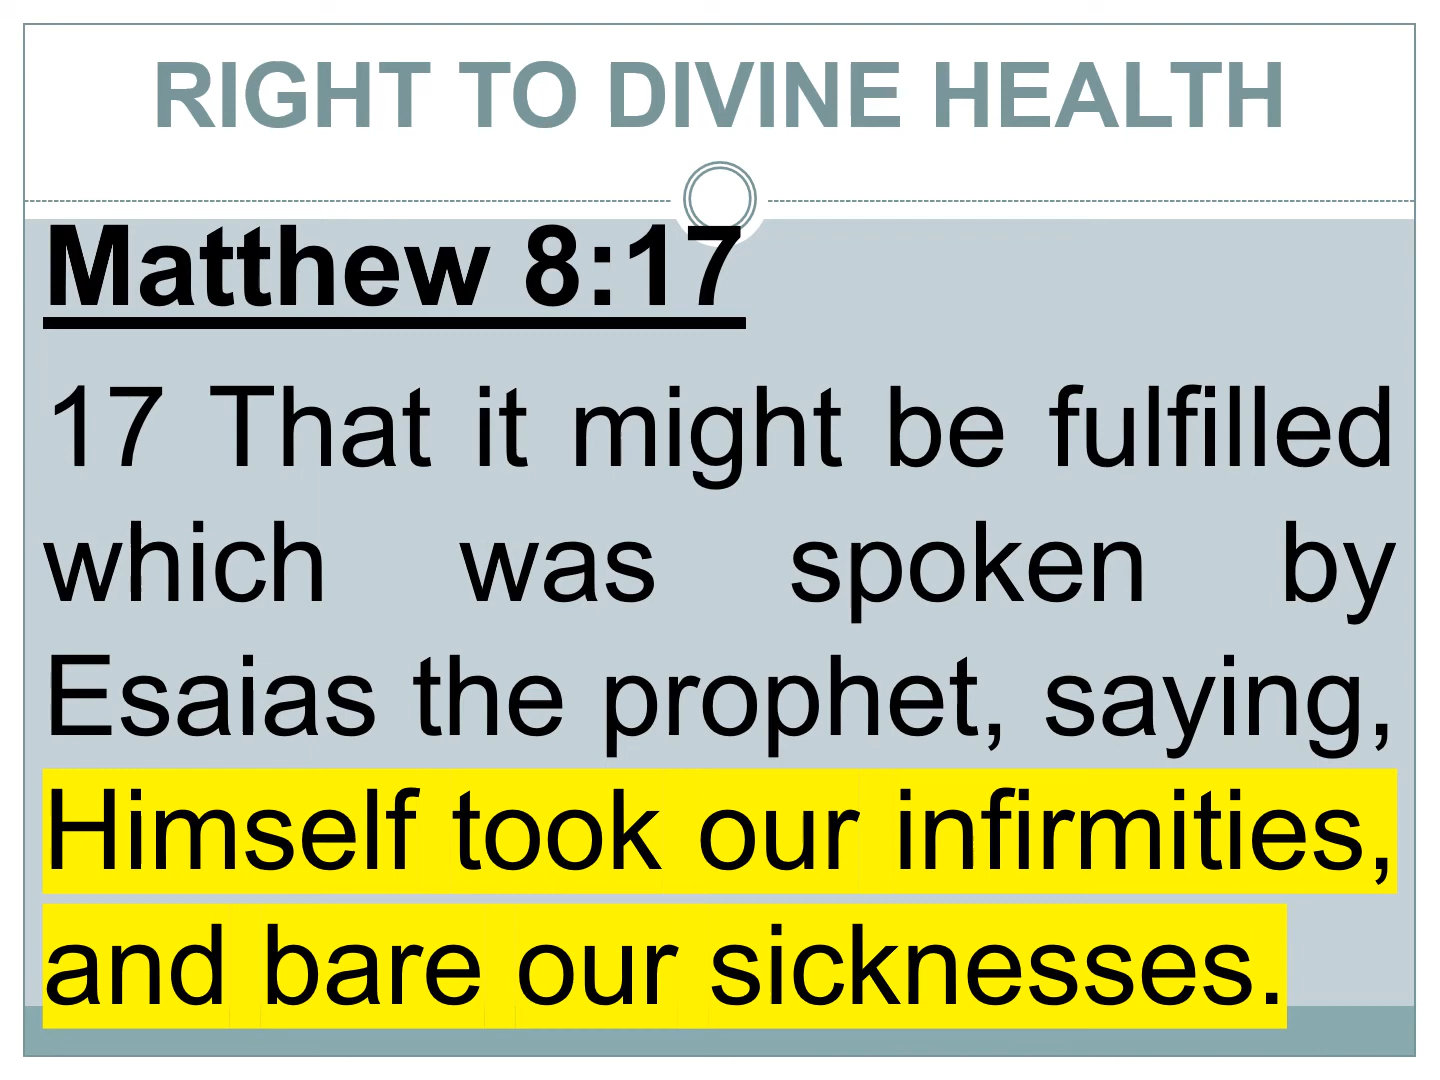 RIGHT TO DIVINE HEALTH
Matthew 8:17
17 That it might be fulfilled
which was spoken by
Esaias the prophet, saying,
Himself took our infirmities,
and bare our sicknesses.